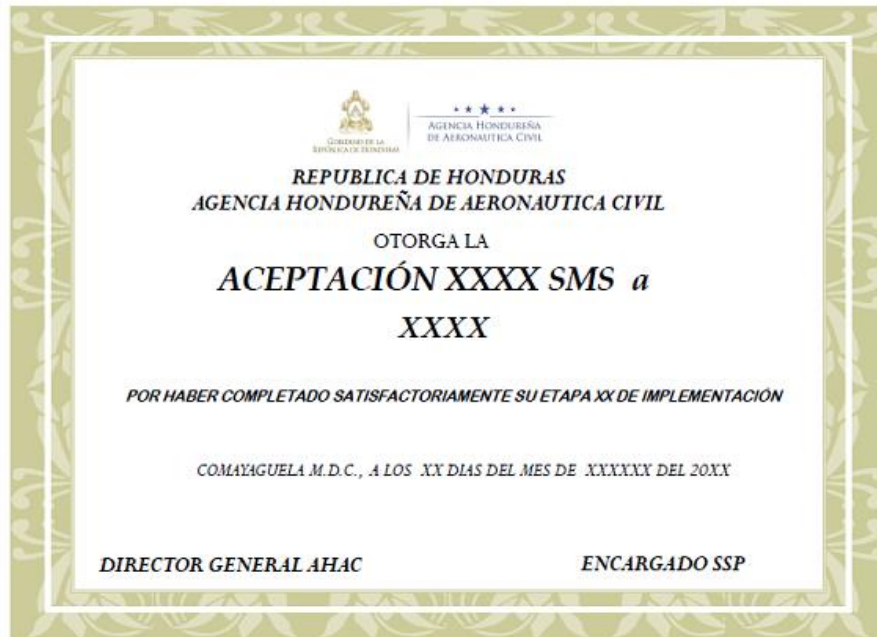 GOBIERNO DE LA
REPÚBLICA DE HONDURAS
AGENCIA HONDUREÑA
DE AERONAUTICA CIVIL
REPUBLICA DE HONDURAS
AGENCIA HONDUREÑA DE AERONAUTICA CIVIL
OTORGA LA
ACEPTACIÓN XXXX SMS a
XXXX
POR HABER COMPLETADO SATISFACTORIAMENTE SU ETAPA XX DE IMPLEMENTACIÓN
COMAYAGUELA M.D.C., A LOS XX DIAS DEL MES DE XXXXXX DEL 20XX
DIRECTOR GENERAL AHAC
ENCARGADO SSP